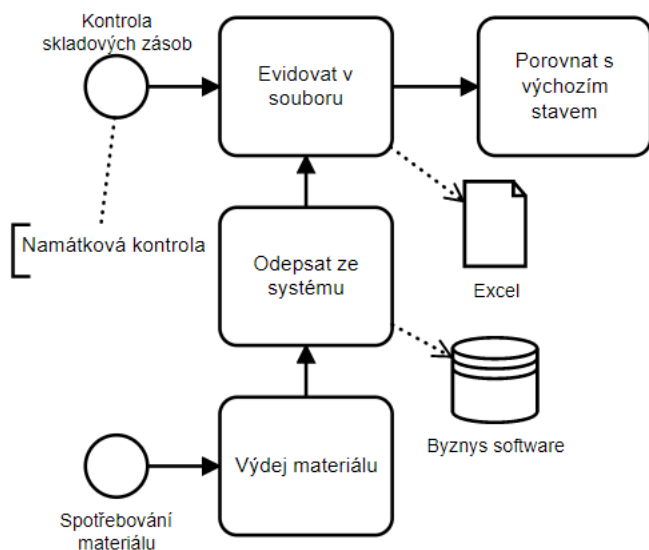 Kontrola
skladových zásob
Evidovat v
souboru
Porovnat s
výchozím
stavem
Namátková kontrola
Odepsat ze
systému
Excel
Byznys software
Výdej materiálu
Spotřebování
materiálu